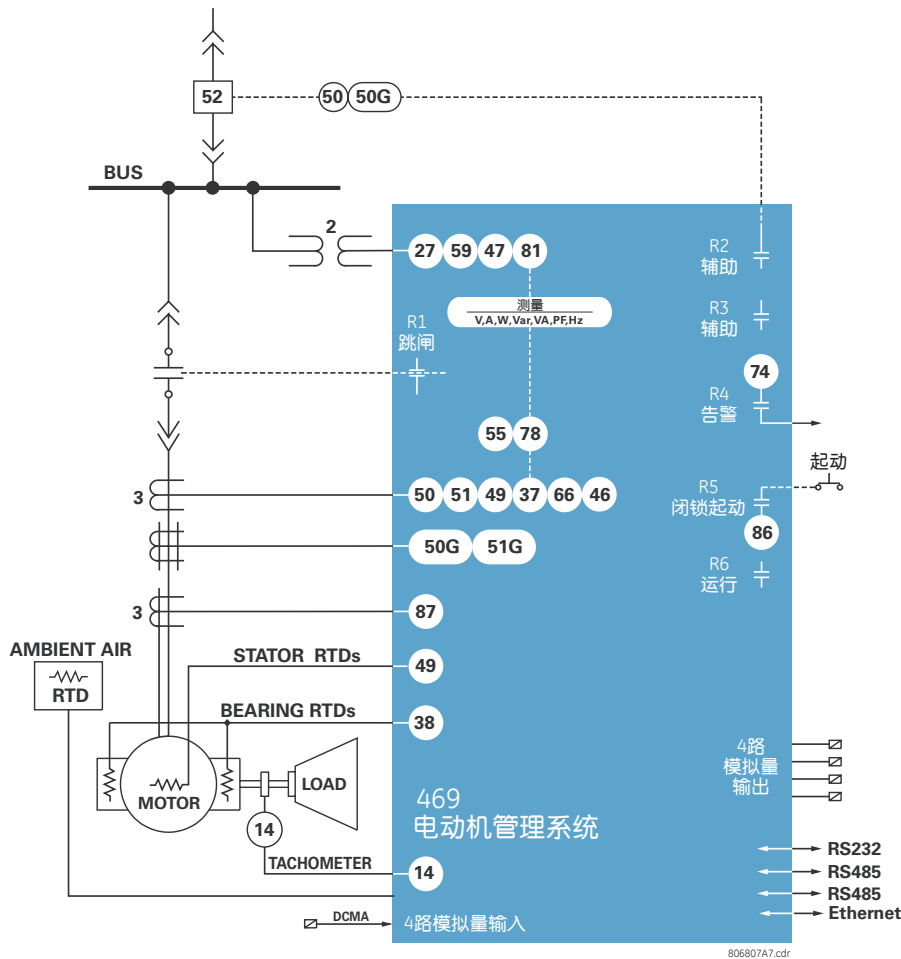 52
50 50G
BUS
2
27 59 47 81
测量
V,A,W,Var,VA,PF,Hz
R1
跳闸
R2
辅助
R3
辅助
74
R4
告警
55 78
起动
3
50 51 49 37 66 46
R5
闭锁起动
86
50G 51G
R6
运行
3
87
AMBIENT AIR
RTD
STATOR RTDs
49
BEARING RTDs
38
MOTOR
LOAD
14
TACHOMETER
14
469
电动机管理系统
4路
模拟量
输出
RS232
RS485
RS485
Ethernet
DCMA
4路模拟量输入
806807A7.cdr